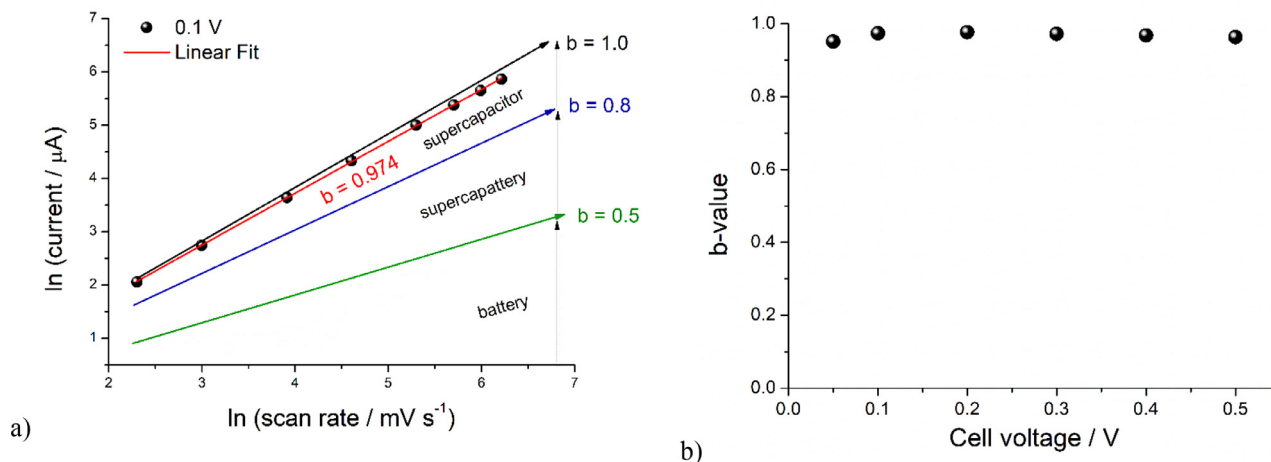 0.1 V
Linear Fit
b = 1.0
b = 0.8
b = 0.5
supercapacitor
b = 0.974
supercapattery
battery
ln (current / μA)
6
5
4
3
2
1
2 3 4 5 6 7
ln (scan rate / mV s⁻¹)
a)
b-value
1.0
0.8
0.6
0.4
0.2
0.0
0.0 0.1 0.2 0.3 0.4 0.5
Cell voltage / V
b)